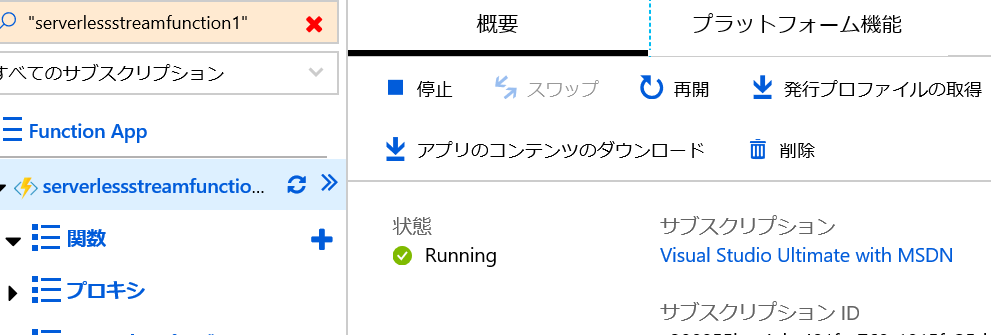 "serverlessstreamfunction1"
すべてのサブスクリプション
Function App
serverlessstreamfunctio...
関数
プロキシ
概要 プラットフォーム機能
停止 スワップ 再開 発行プロファイルの取得
アプリのコンテンツのダウンロード 削除
状態
Running
サブスクリプション
Visual Studio Ultimate with MSDN
サブスクリプション ID